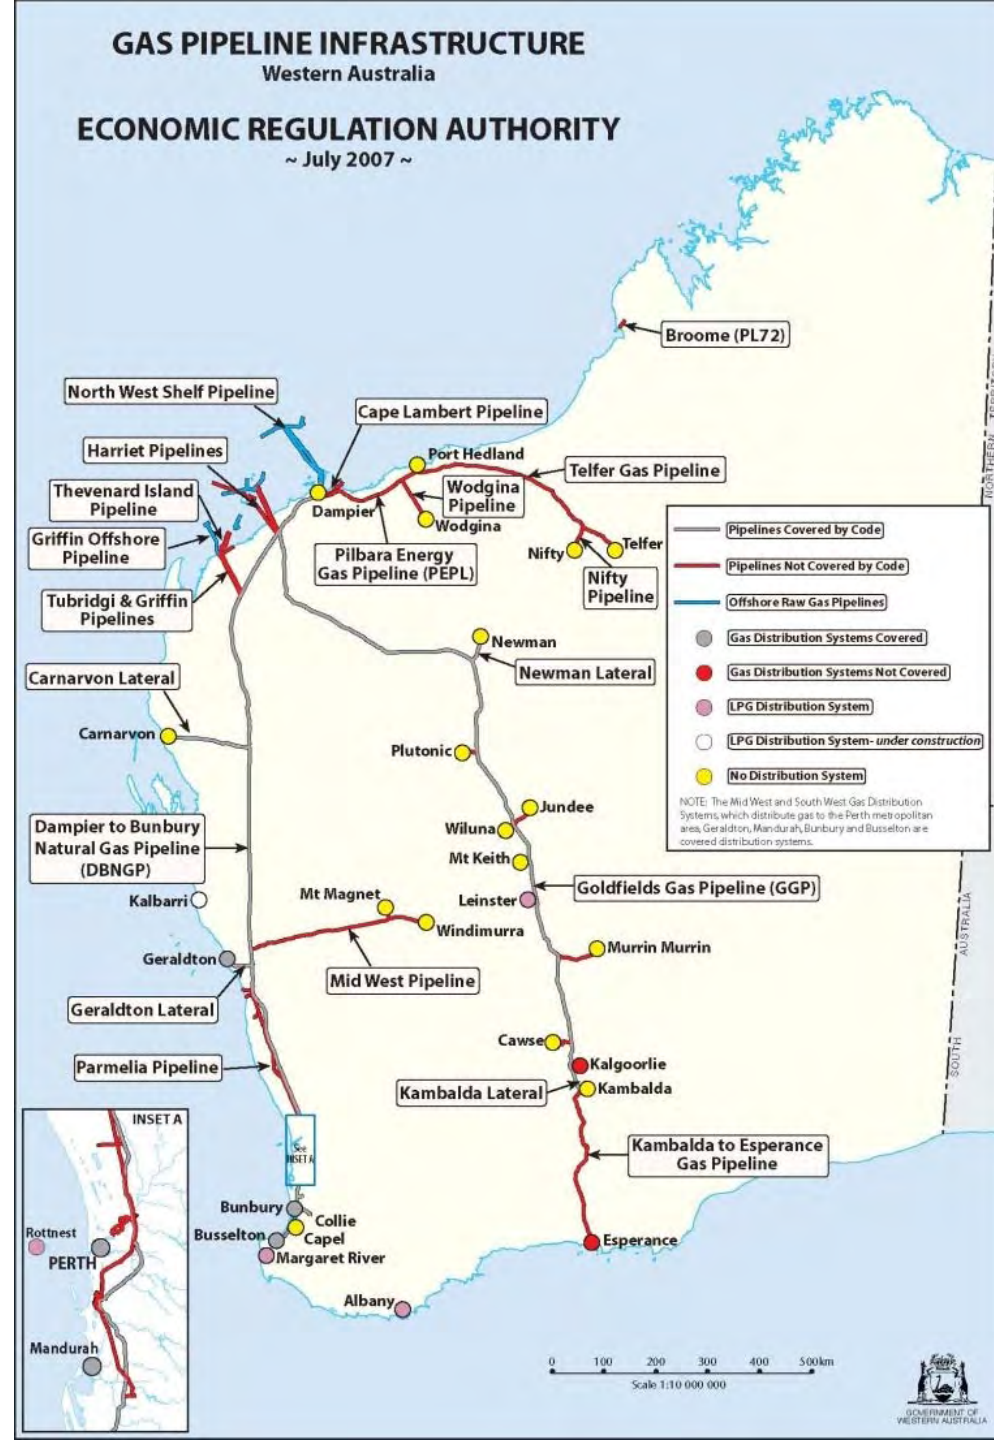 GAS PIPELINE INFRASTRUCTURE
Western Australia
ECONOMIC REGULATION AUTHORITY
~ July 2007 ~
Broome (PL72)
North West Shelf Pipeline
Cape Lambert Pipeline
Harriet Pipelines
Port Hedland
Telfer Gas Pipeline
Thevenard Island
Pipeline
Wodgina
Pipeline
Dampier
Wodgina
Griffin Offshore
Pipeline
Pilbara Energy
Gas Pipeline (PEPL)
Nifty
Telfer
Nifty
Pipeline
Tubridgi & Griffin
Pipelines
NORTHERN TERRITORY
Pipelines Covered by Code
Pipelines Not Covered by Code
Offshore Raw Gas Pipelines
Gas Distribution Systems Covered
Gas Distribution Systems Not Covered
LPG Distribution System
LPG Distribution System- under construction
No Distribution System
NOTE: The Mid West and South West Gas Distribution
Systems, which distribute gas to the Perth metropolitan
area, Geraldton, Mandurah, Bunbury and Busselton are
covered distribution systems.
Newman
Newman Lateral
Carnarvon Lateral
Carnarvon
Plutonic
Jundee
Wiluna
Dampier to Bunbury
Natural Gas Pipeline
(DBNGP)
Mt Keith
Goldfields Gas Pipeline (GGP)
Kalbarri
Mt Magnet
Leinster
Windimurra
Murrin Murrin
Geraldton
Mid West Pipeline
Geraldton Lateral
SOUTH AUSTRALIA
Cawse
Kalgoorlie
Parmelia Pipeline
Kambalda Lateral
Kambalda
INSET A
See
INSET A
Kambalda to Esperance
Gas Pipeline
Bunbury
Collie
Busselton
Capel
Margaret River
Esperance
Rottnest
PERTH
Albany
Mandurah
0 100 200 300 400 500km
Scale 1:10 000 000
GOVERNMENT OF
WESTERN AUSTRALIA